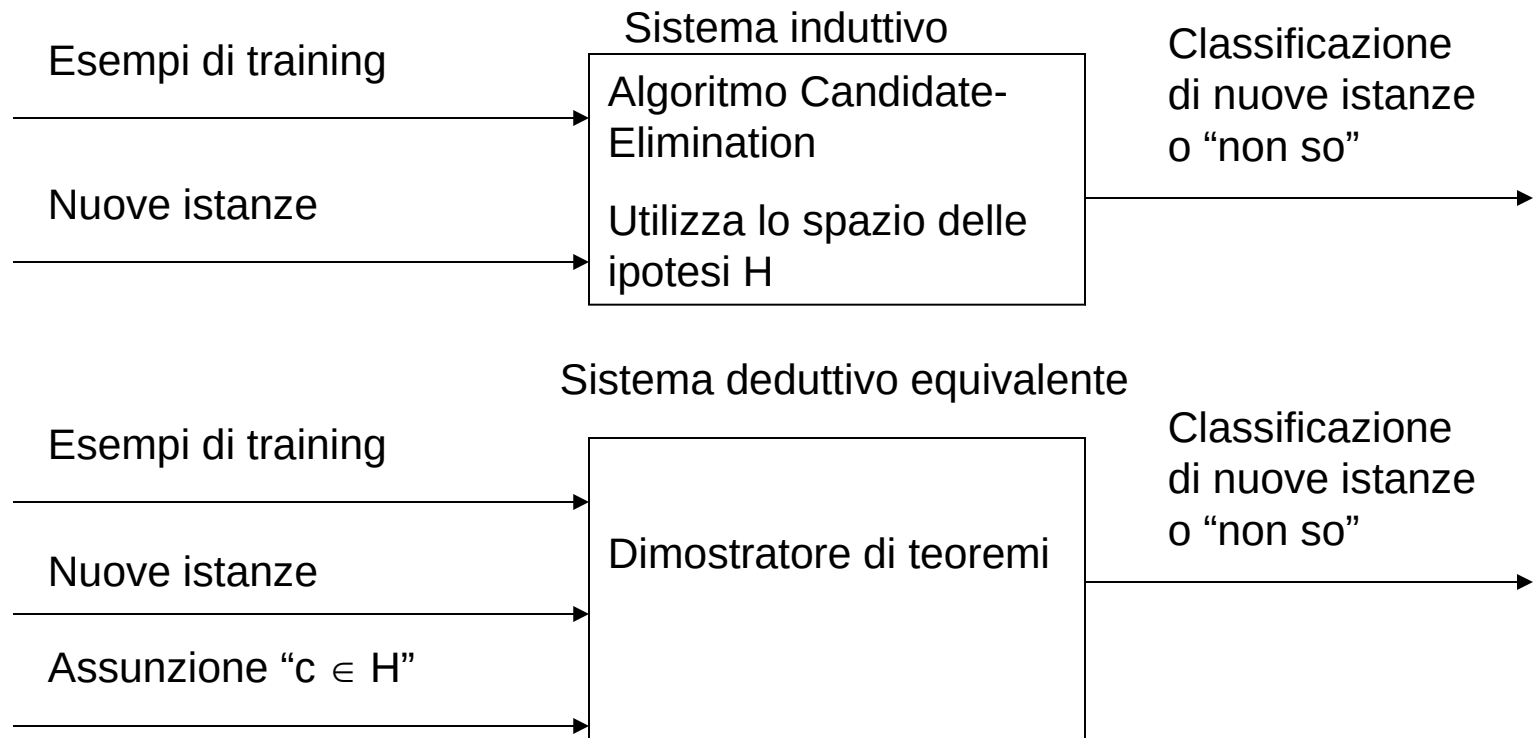 Sistema induttivo
Esempi di training
Nuove istanze
Algoritmo Candidate-
Elimination
Utilizza lo spazio delle
ipotesi H
Classificazione
di nuove istanze
o “non so”
Sistema deduttivo equivalente
Esempi di training
Nuove istanze
Assunzione “c ∈ H”
Dimostratore di teoremi
Classificazione
di nuove istanze
o “non so”